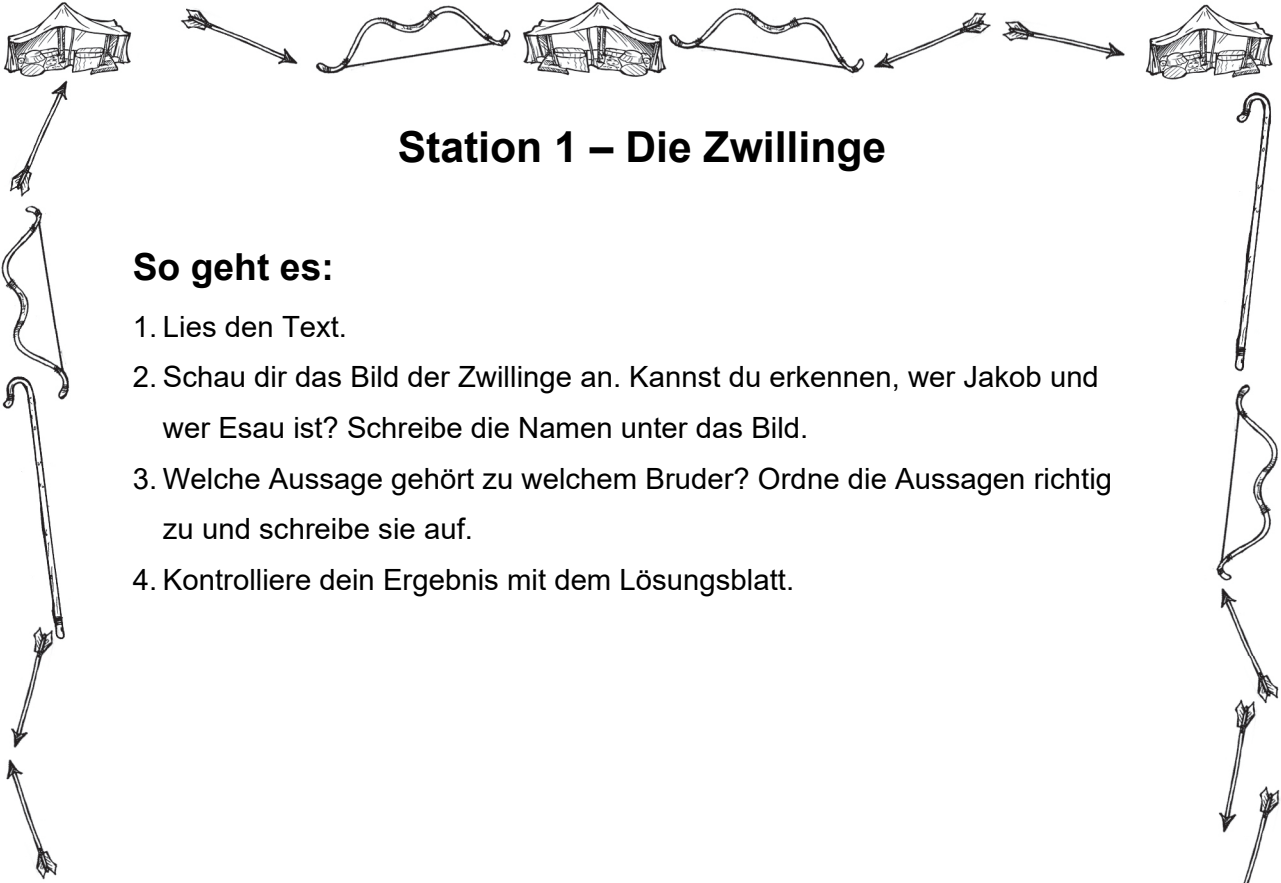 Station 1 – Die Zwillinge
So geht es:
1. Lies den Text.
2. Schau dir das Bild der Zwillinge an. Kannst du erkennen, wer Jakob und
wer Esau ist? Schreibe die Namen unter das Bild.
3. Welche Aussage gehört zu welchem Bruder? Ordne die Aussagen richtig
zu und schreibe sie auf.
4. Kontrolliere dein Ergebnis mit dem Lösungsblatt.